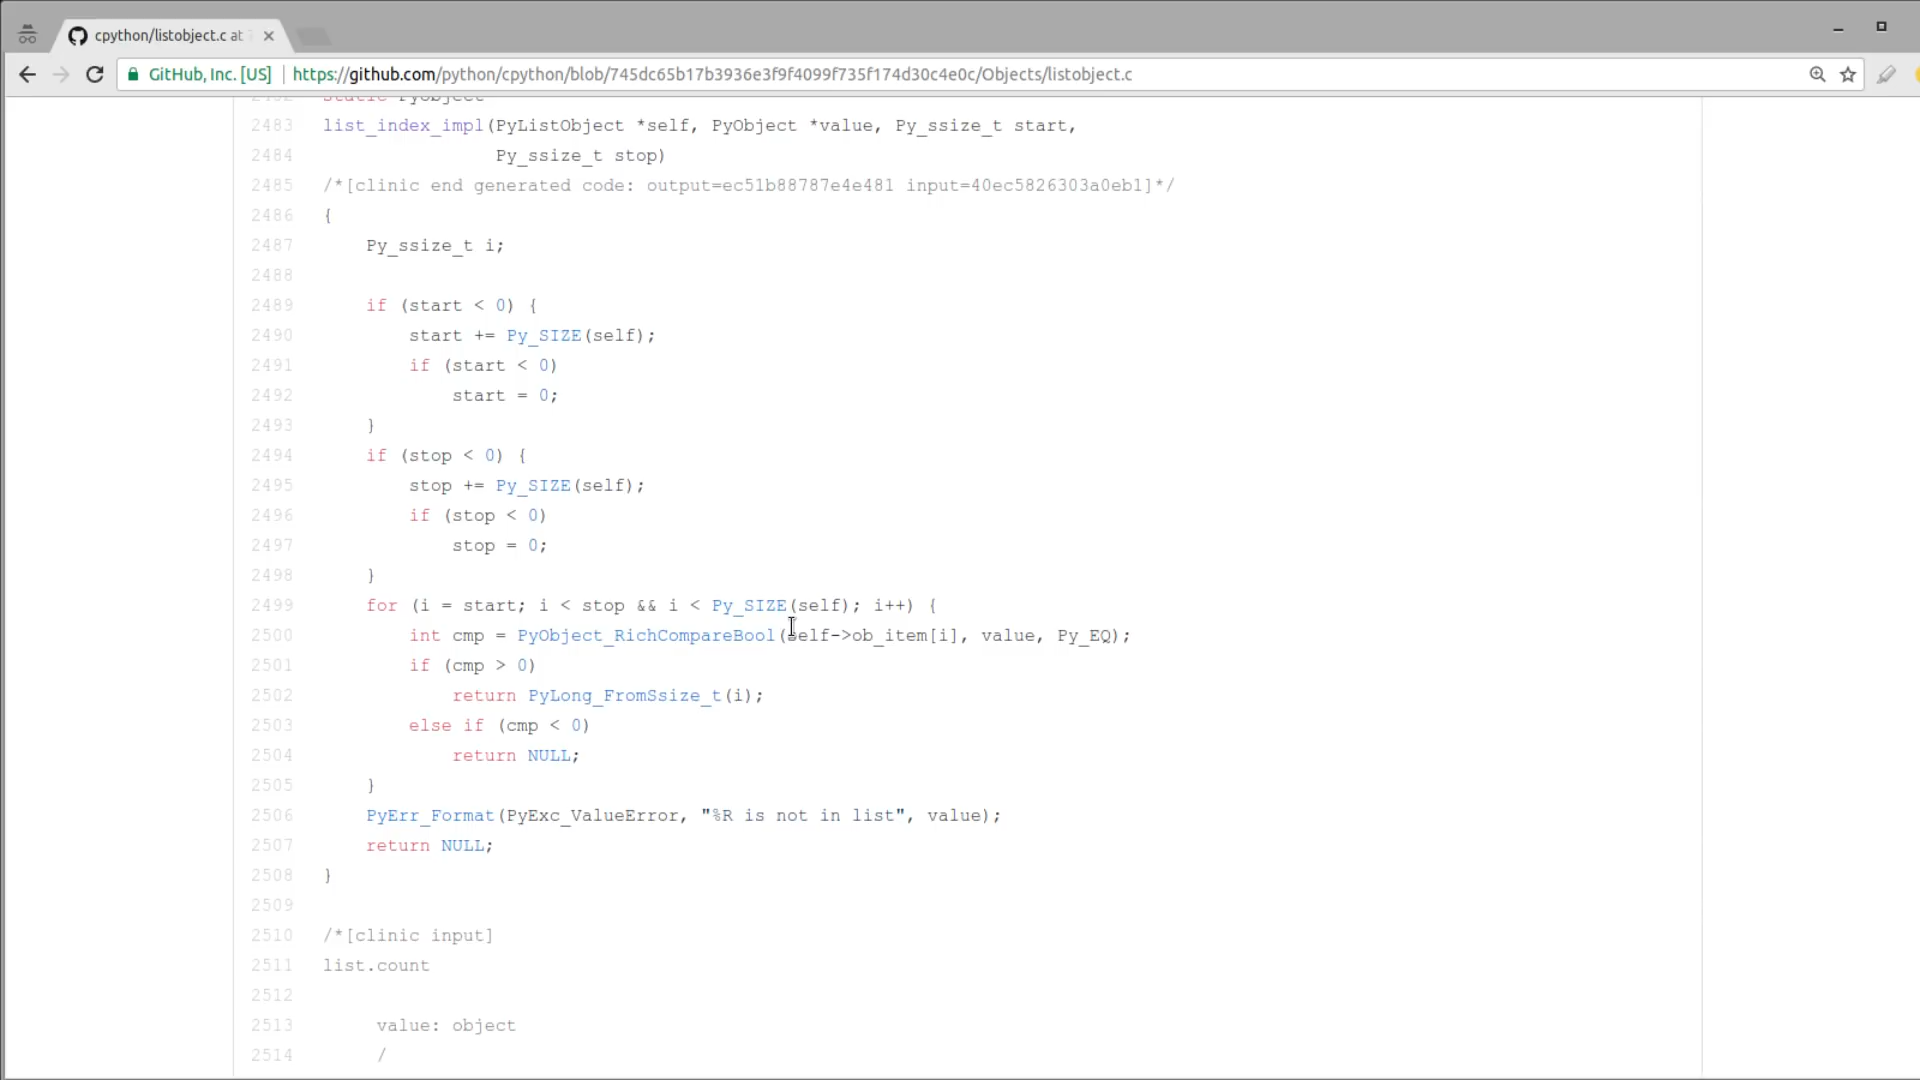 cpython/listobject.c at
GitHub, Inc. [US] https://github.com/python/cpython/blob/745dc65b17b3936e3f9f4099f735f174d30c4e0c/Objects/listobject.c
2482 static PyObject
2483 list_index_impl(PyListObject *self, PyObject *value, Py_ssize_t start,
2484 Py_ssize_t stop)
2485 /*[clinic end generated code: output=ec51b88787e4e481 input=40ec5826303a0eb1]*/
2486 {
2487 Py_ssize_t i;
2488
2489 if (start < 0) {
2490 start += Py_SIZE(self);
2491 if (start < 0)
2492 start = 0;
2493 }
2494 if (stop < 0) {
2495 stop += Py_SIZE(self);
2496 if (stop < 0)
2497 stop = 0;
2498 }
2499 for (i = start; i < stop && i < Py_SIZE(self); i++) {
2500 int cmp = PyObject_RichCompareBool(self->ob_item[i], value, Py_EQ);
2501 if (cmp > 0)
2502 return PyLong_FromSsize_t(i);
2503 else if (cmp < 0)
2504 return NULL;
2505 }
2506 PyErr_Format(PyExc_ValueError, "%R is not in list", value);
2507 return NULL;
2508 }
2509
2510 /*[clinic input]
2511 list.count
2512
2513 value: object
2514 /